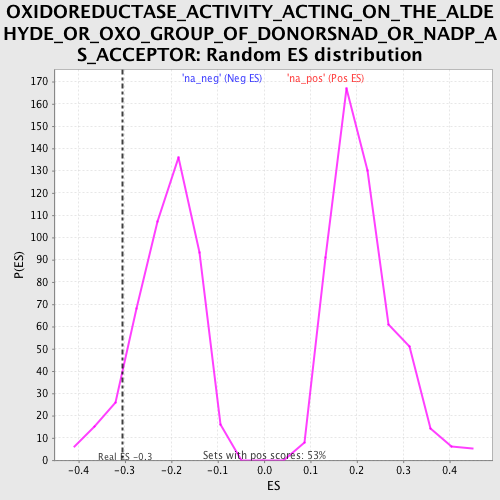 OXIDOREDUCTASE_ACTIVITY_ACTING_ON_THE_ALDE
HYDE_OR_OXO_GROUP_OF_DONORSNAD_OR_NADP_A
S_ACCEPTOR: Random ES distribution
'na_neg' (Neg ES) 'na_pos' (Pos ES)
170
160
150
140
130
120
110
100
90
80
70
60
50
40
30
20
10
0
P(ES)
Real ES -0.3
Sets with pos scores: 53%
-0.4 -0.3 -0.2 -0.1 0.0 0.1 0.2 0.3 0.4
ES